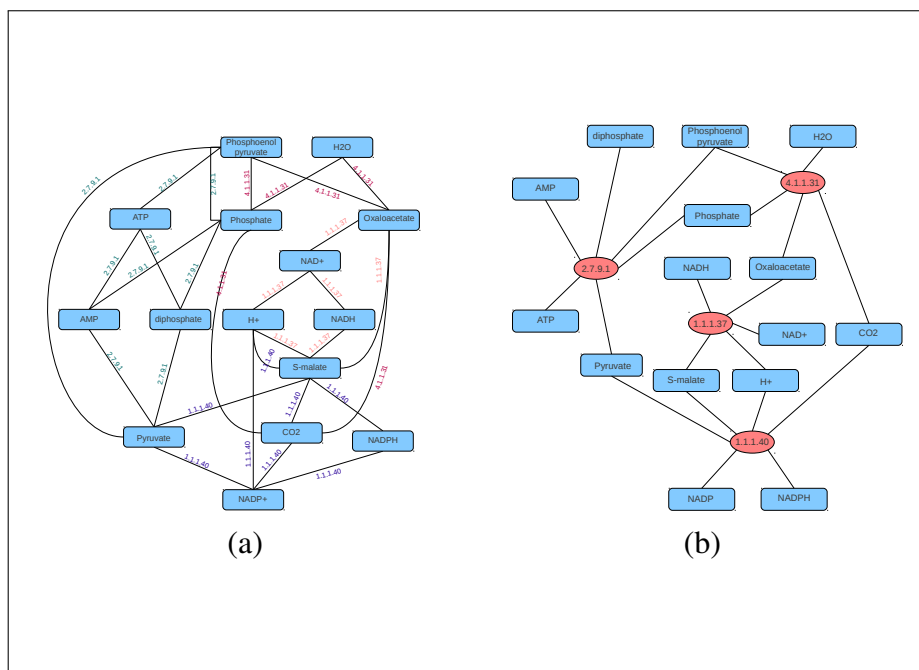 Phosphoenol
pyruvate
H2O
2.7.9.1
2.7.9.1
2.7.9.1
4.1.1.31
4.1.1.31
4.1.1.31
4.1.1.31
ATP
Phosphate
Oxaloacetate
2.7.9.1
2.7.9.1
2.7.9.1
2.7.9.1
4.1.1.31
1.1.1.37
1.1.1.37
NAD+
1.1.1.37
1.1.1.37
AMP
diphosphate
H+
NADH
1.1.1.40
1.1.1.37
1.1.1.37
S-malate
2.7.9.1
2.7.9.1
4.1.1.31
1.1.1.40
1.1.1.40
1.1.1.40
Pyruvate
CO2
NADPH
1.1.1.40
1.1.1.40
1.1.1.40
1.1.1.40
NADP+
(a)
diphosphate
Phosphoenol
pyruvate
H2O
AMP
4.1.1.31
Phosphate
2.7.9.1
NADH
Oxaloacetate
ATP
1.1.1.37
NAD+
CO2
Pyruvate
S-malate
H+
1.1.1.40
NADP
NADPH
(b)